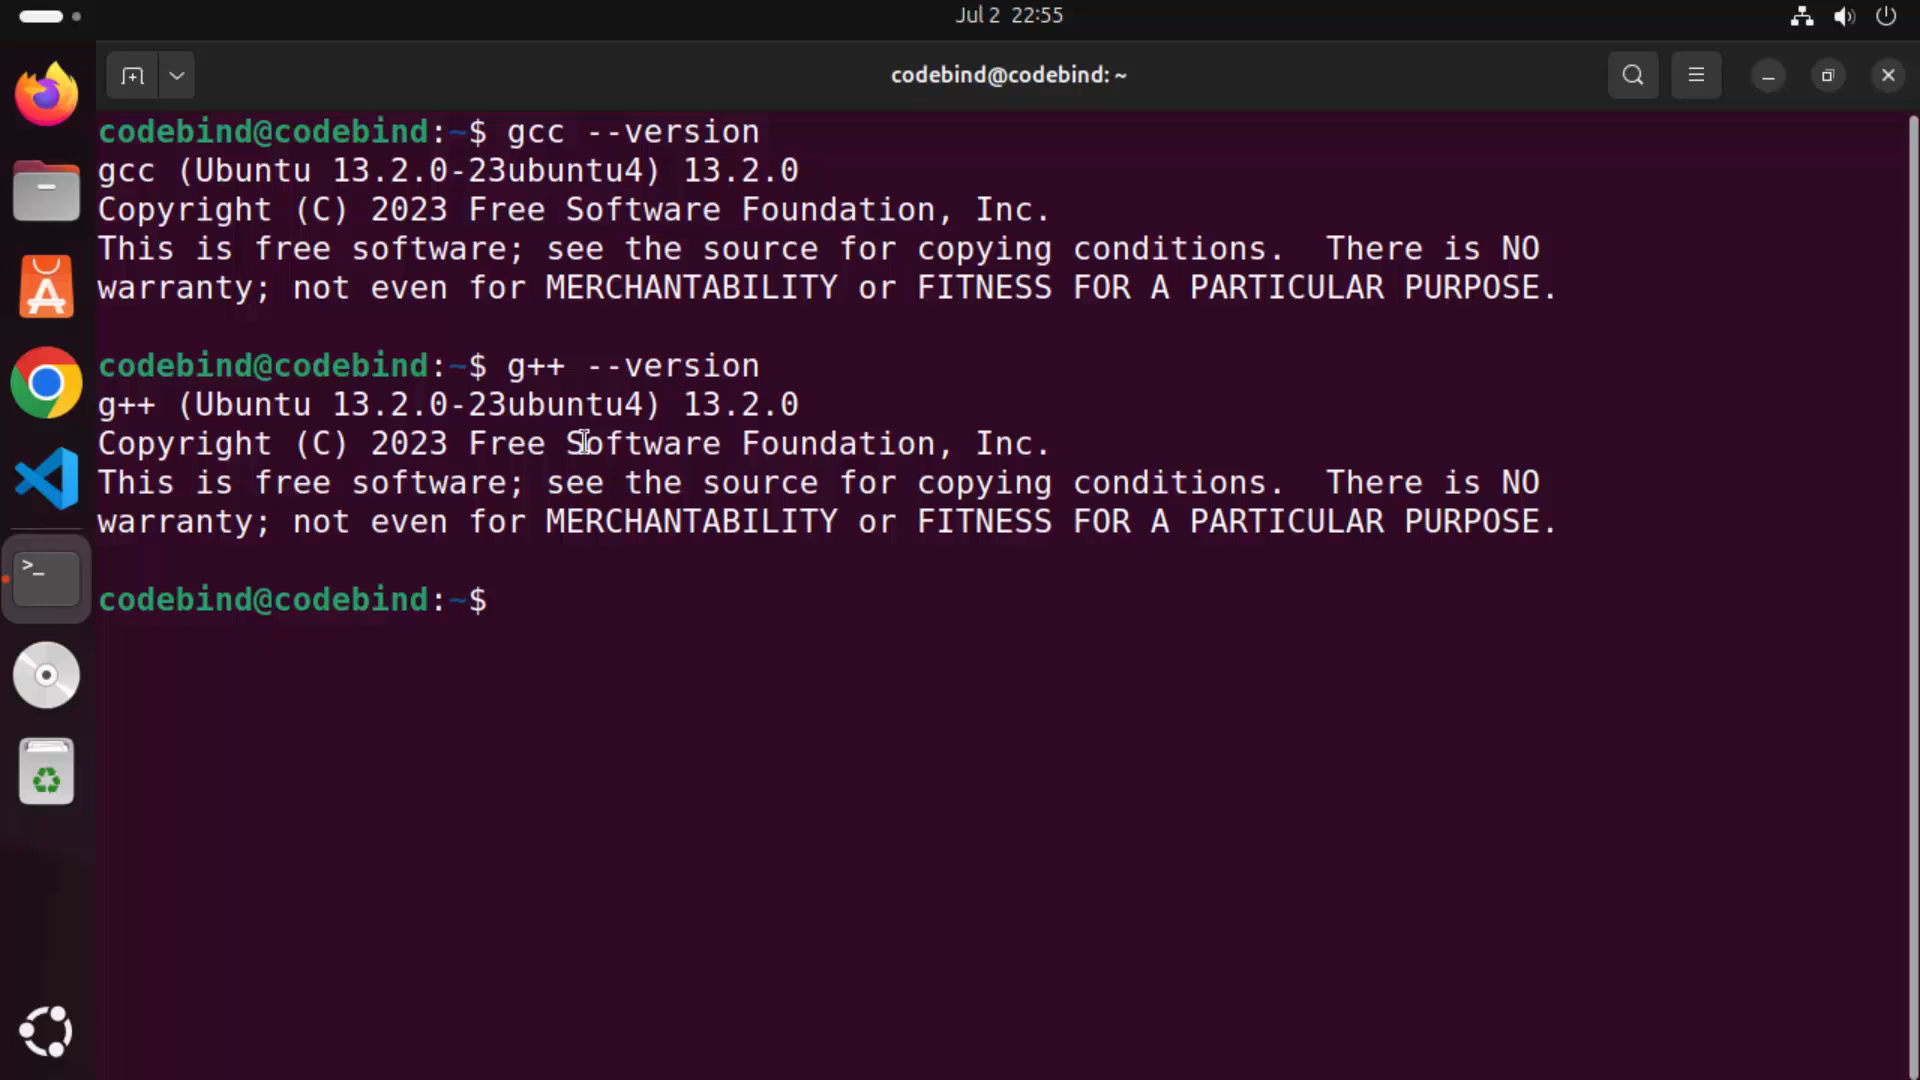 Jul 2 22:55
codebind@codebind: ~
codebind@codebind:~$ gcc --version
gcc (Ubuntu 13.2.0-23ubuntu4) 13.2.0
Copyright (C) 2023 Free Software Foundation, Inc.
This is free software; see the source for copying conditions.  There is NO
warranty; not even for MERCHANTABILITY or FITNESS FOR A PARTICULAR PURPOSE.
codebind@codebind:~$ g++ --version
g++ (Ubuntu 13.2.0-23ubuntu4) 13.2.0
Copyright (C) 2023 Free Software Foundation, Inc.
This is free software; see the source for copying conditions.  There is NO
warranty; not even for MERCHANTABILITY or FITNESS FOR A PARTICULAR PURPOSE.
codebind@codebind:~$